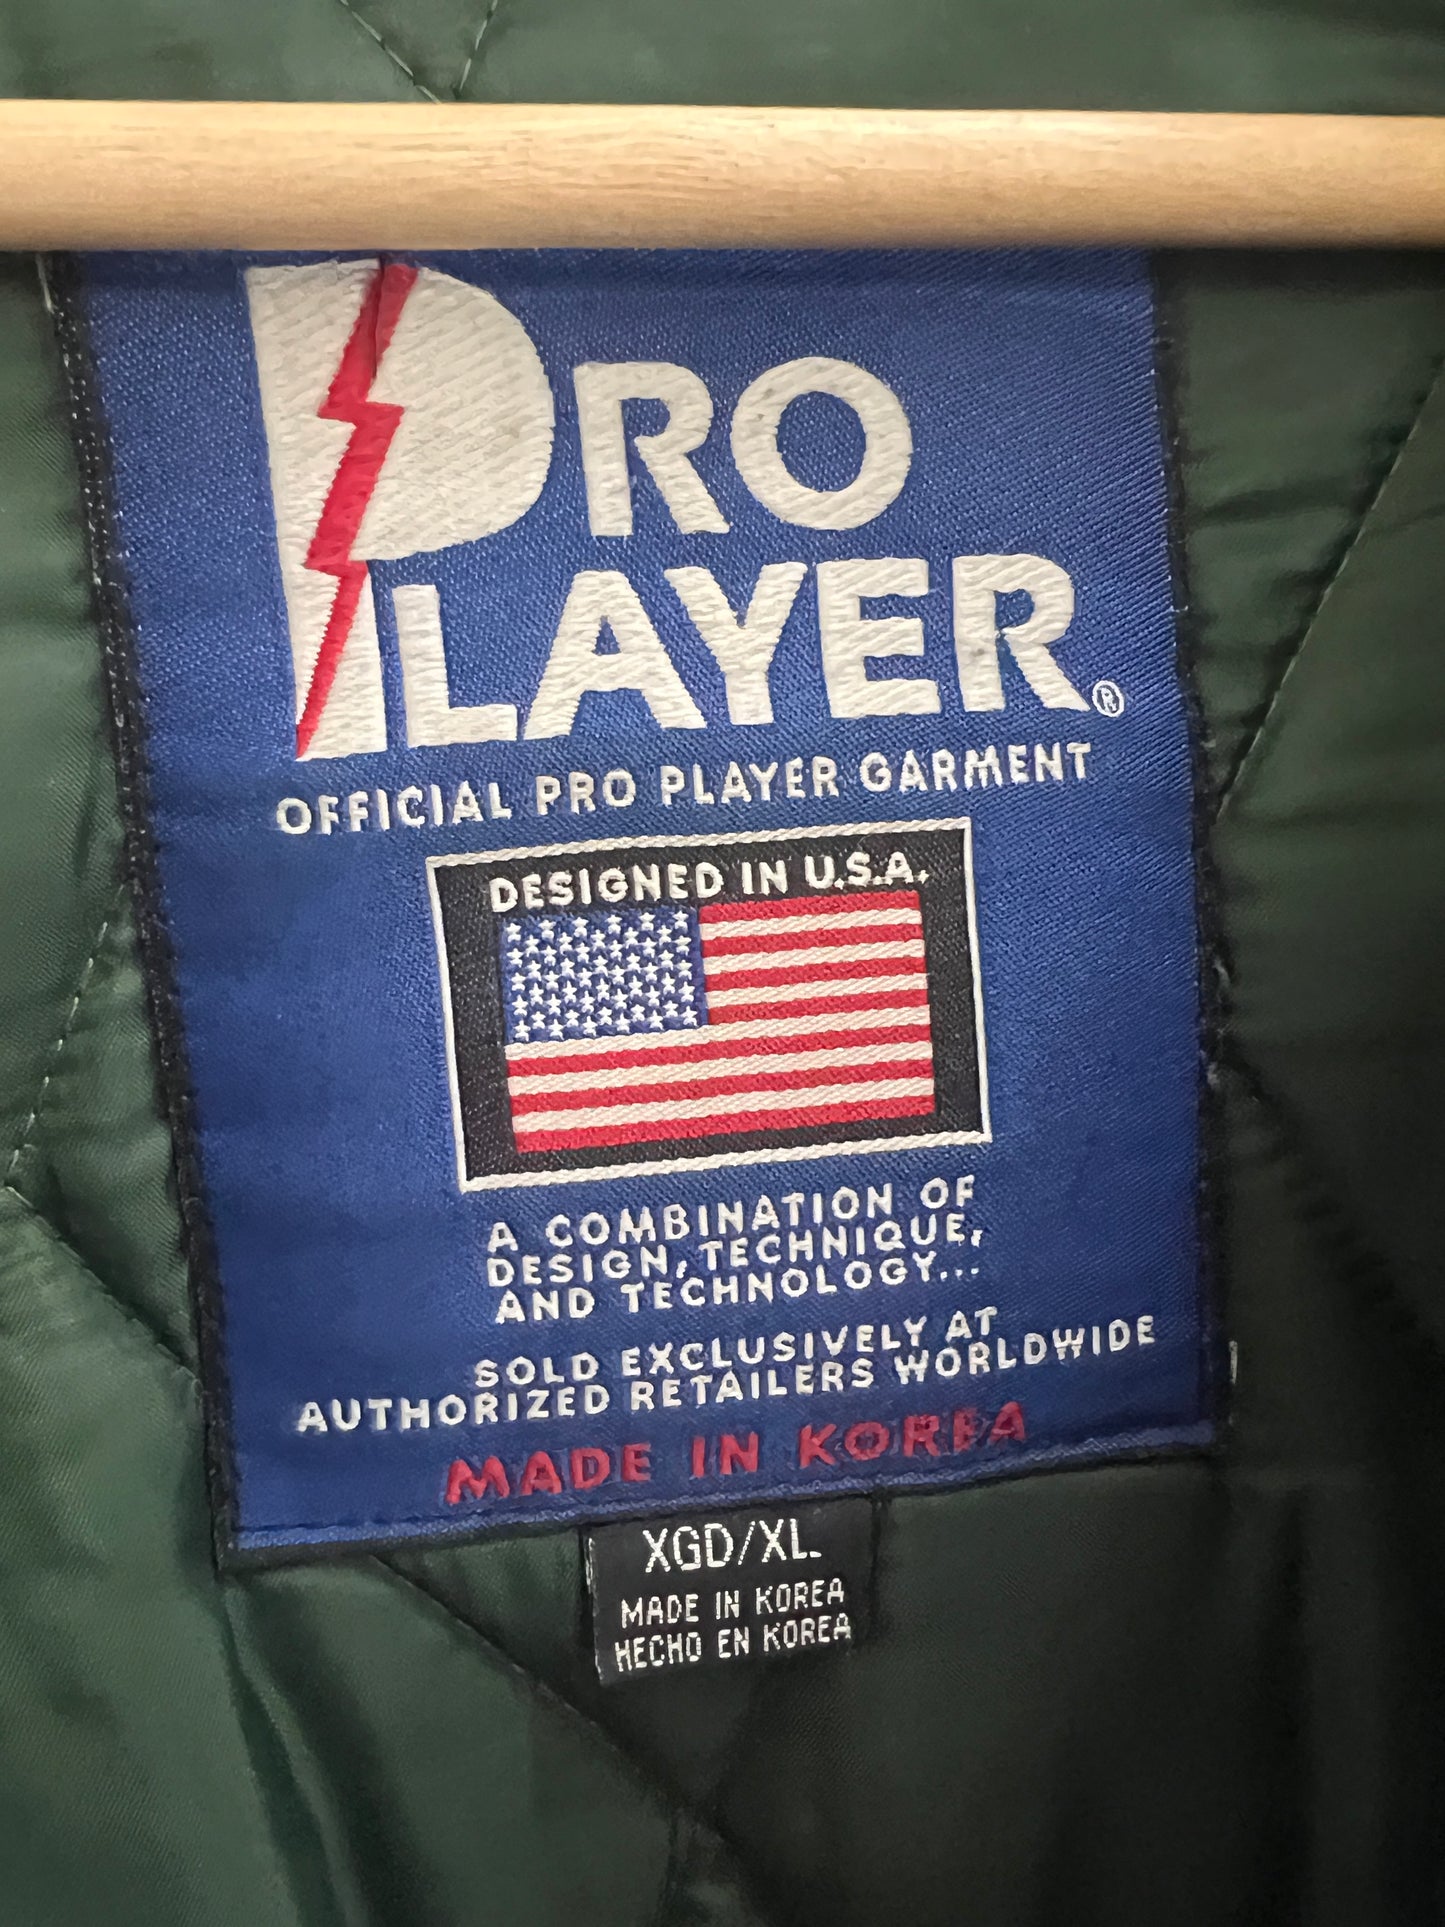 PRO
PLAYER®
OFFICIAL PRO PLAYER GARMENT
DESIGNED IN U.S.A.
A COMBINATION OF
DESIGN, TECHNIQUE,
AND TECHNOLOGY...
SOLD EXCLUSIVELY AT
AUTHORIZED RETAILERS WORLDWIDE
MADE IN KOREA
XGD/XL
MADE IN KOREA
HECHO EN KOREA